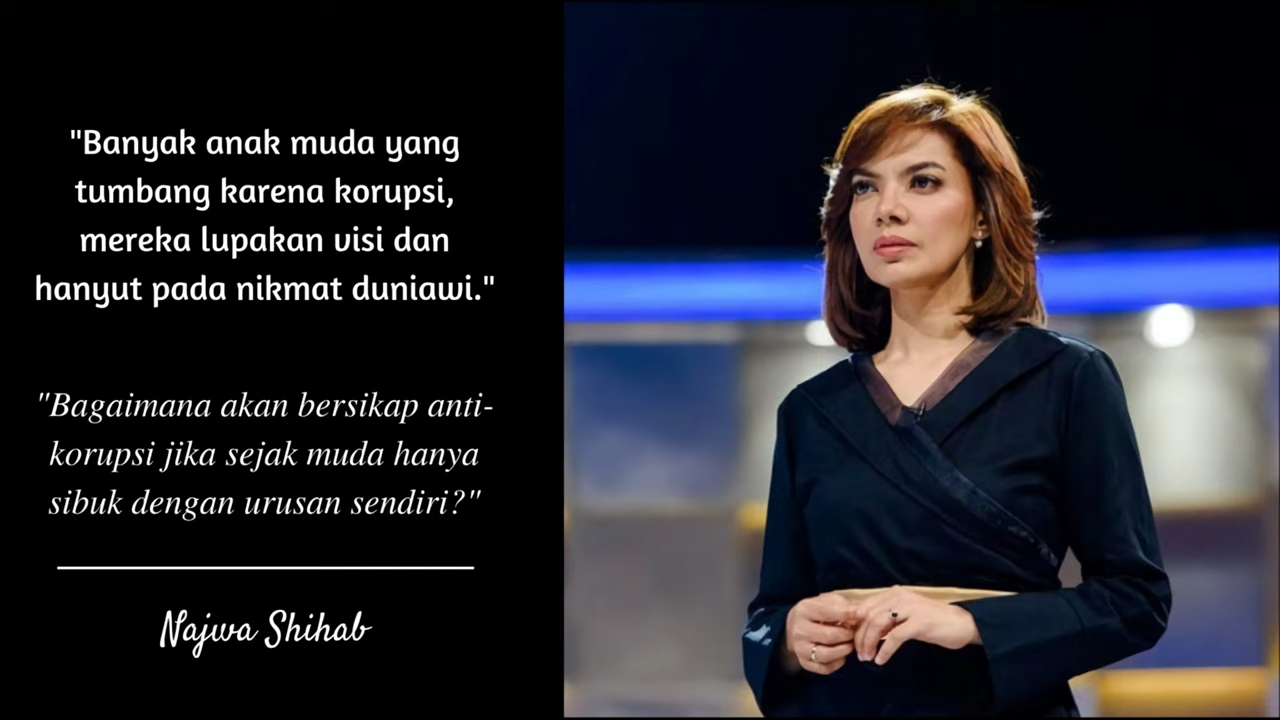 "Banyak anak muda yang
tumbang karena korupsi,
mereka lupakan visi dan
hanyut pada nikmat duniawi."
"Bagaimana akan bersikap anti-
korupsi jika sejak muda hanya
sibuk dengan urusan sendiri?"
Najwa Shihab